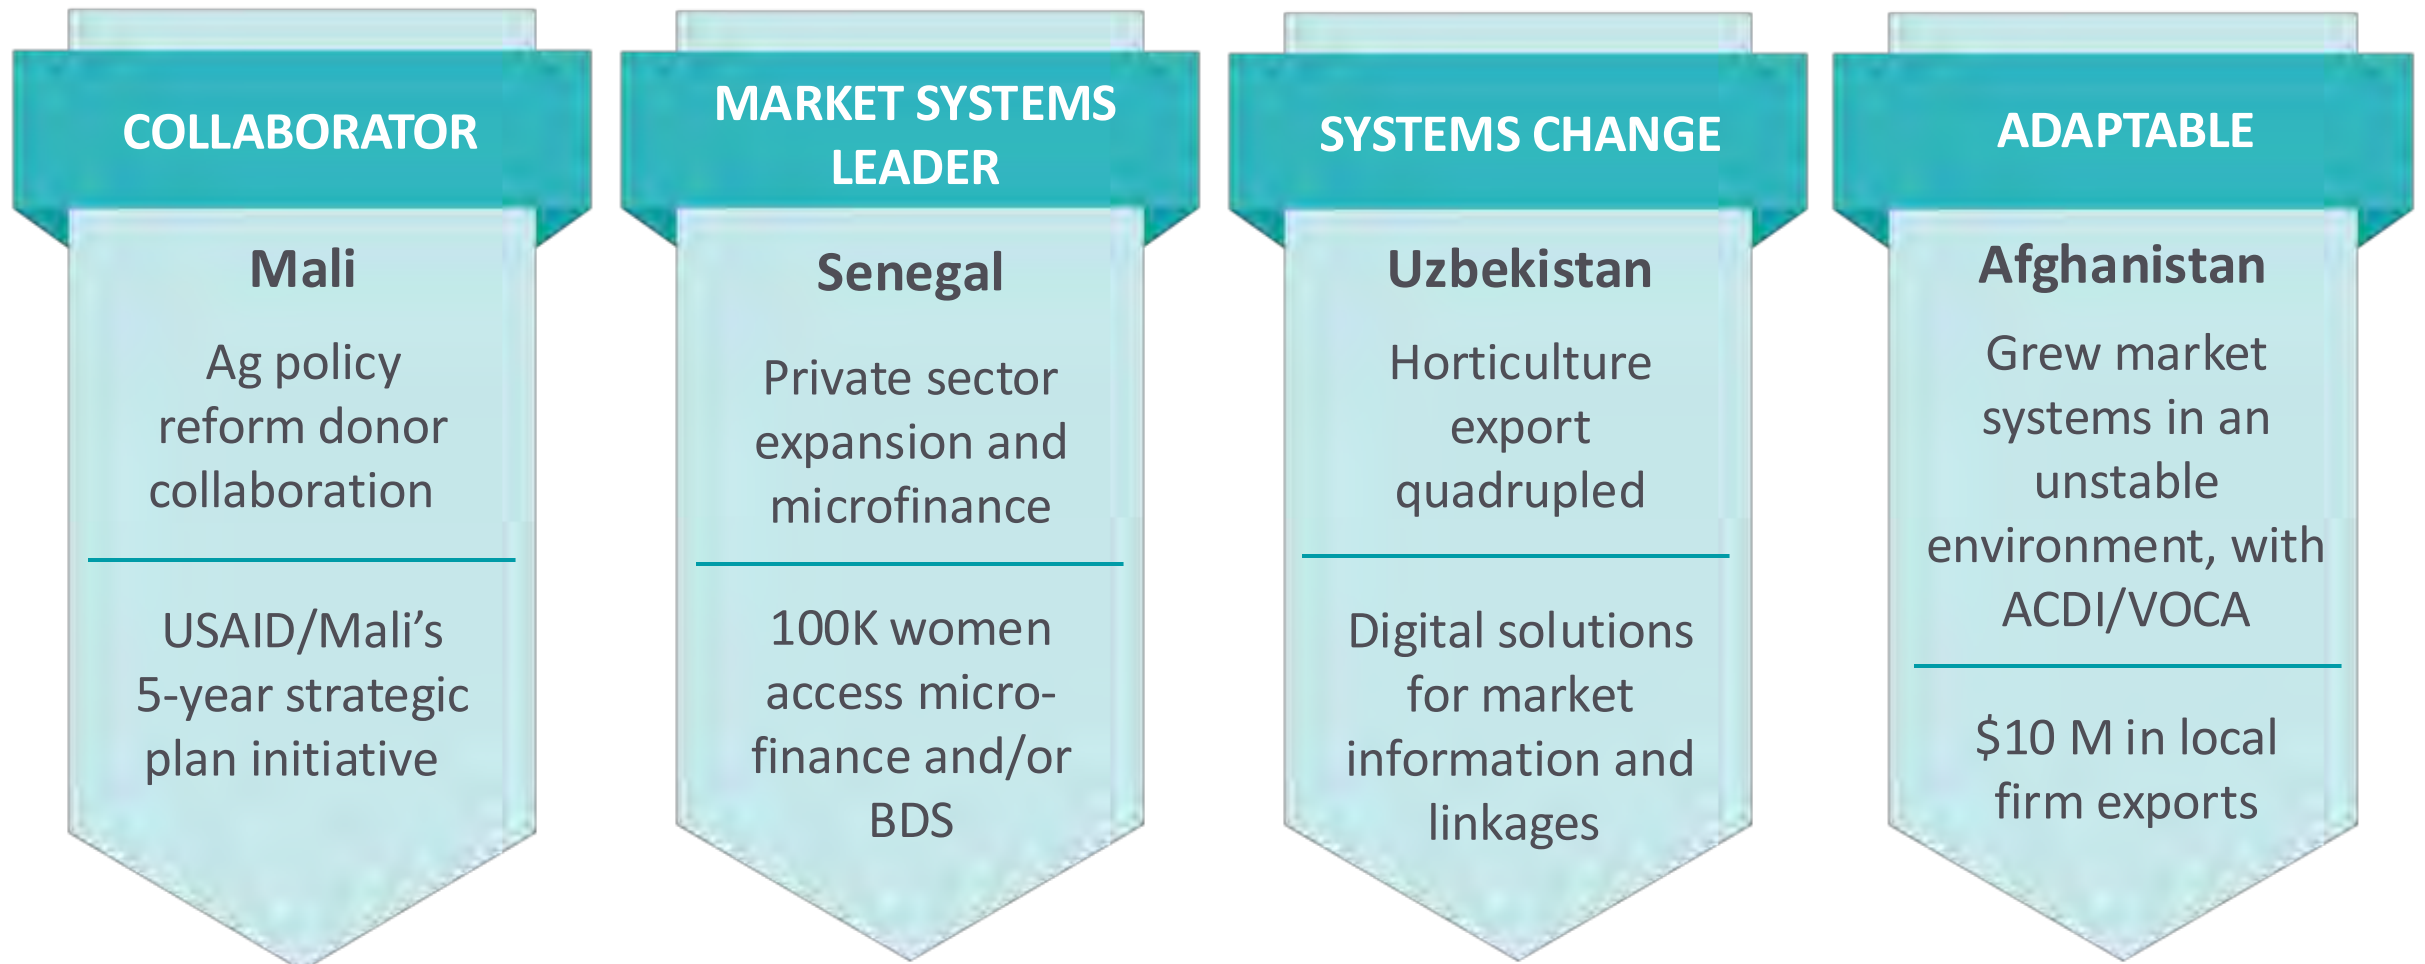 COLLABORATOR
Mali
Ag policy
reform donor
collaboration
USAID/Mali’s
5-year strategic
plan initiative
MARKET SYSTEMS
LEADER
Senegal
Private sector
expansion and
microfinance
100K women
access micro-
finance and/or
BDS
SYSTEMS CHANGE
Uzbekistan
Horticulture
export
quadrupled
Digital solutions
for market
information and
linkages
ADAPTABLE
Afghanistan
Grew market
systems in an
unstable
environment, with
ACDI/VOCA
$10 M in local
firm exports